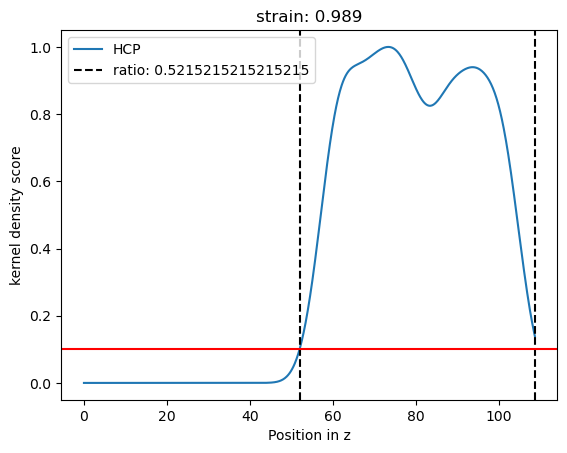 strain: 0.989
HCP
ratio: 0.5215215215215215
kernel density score
1.0
0.8
0.6
0.4
0.2
0.0
0 20 40 60 80 100
Position in z